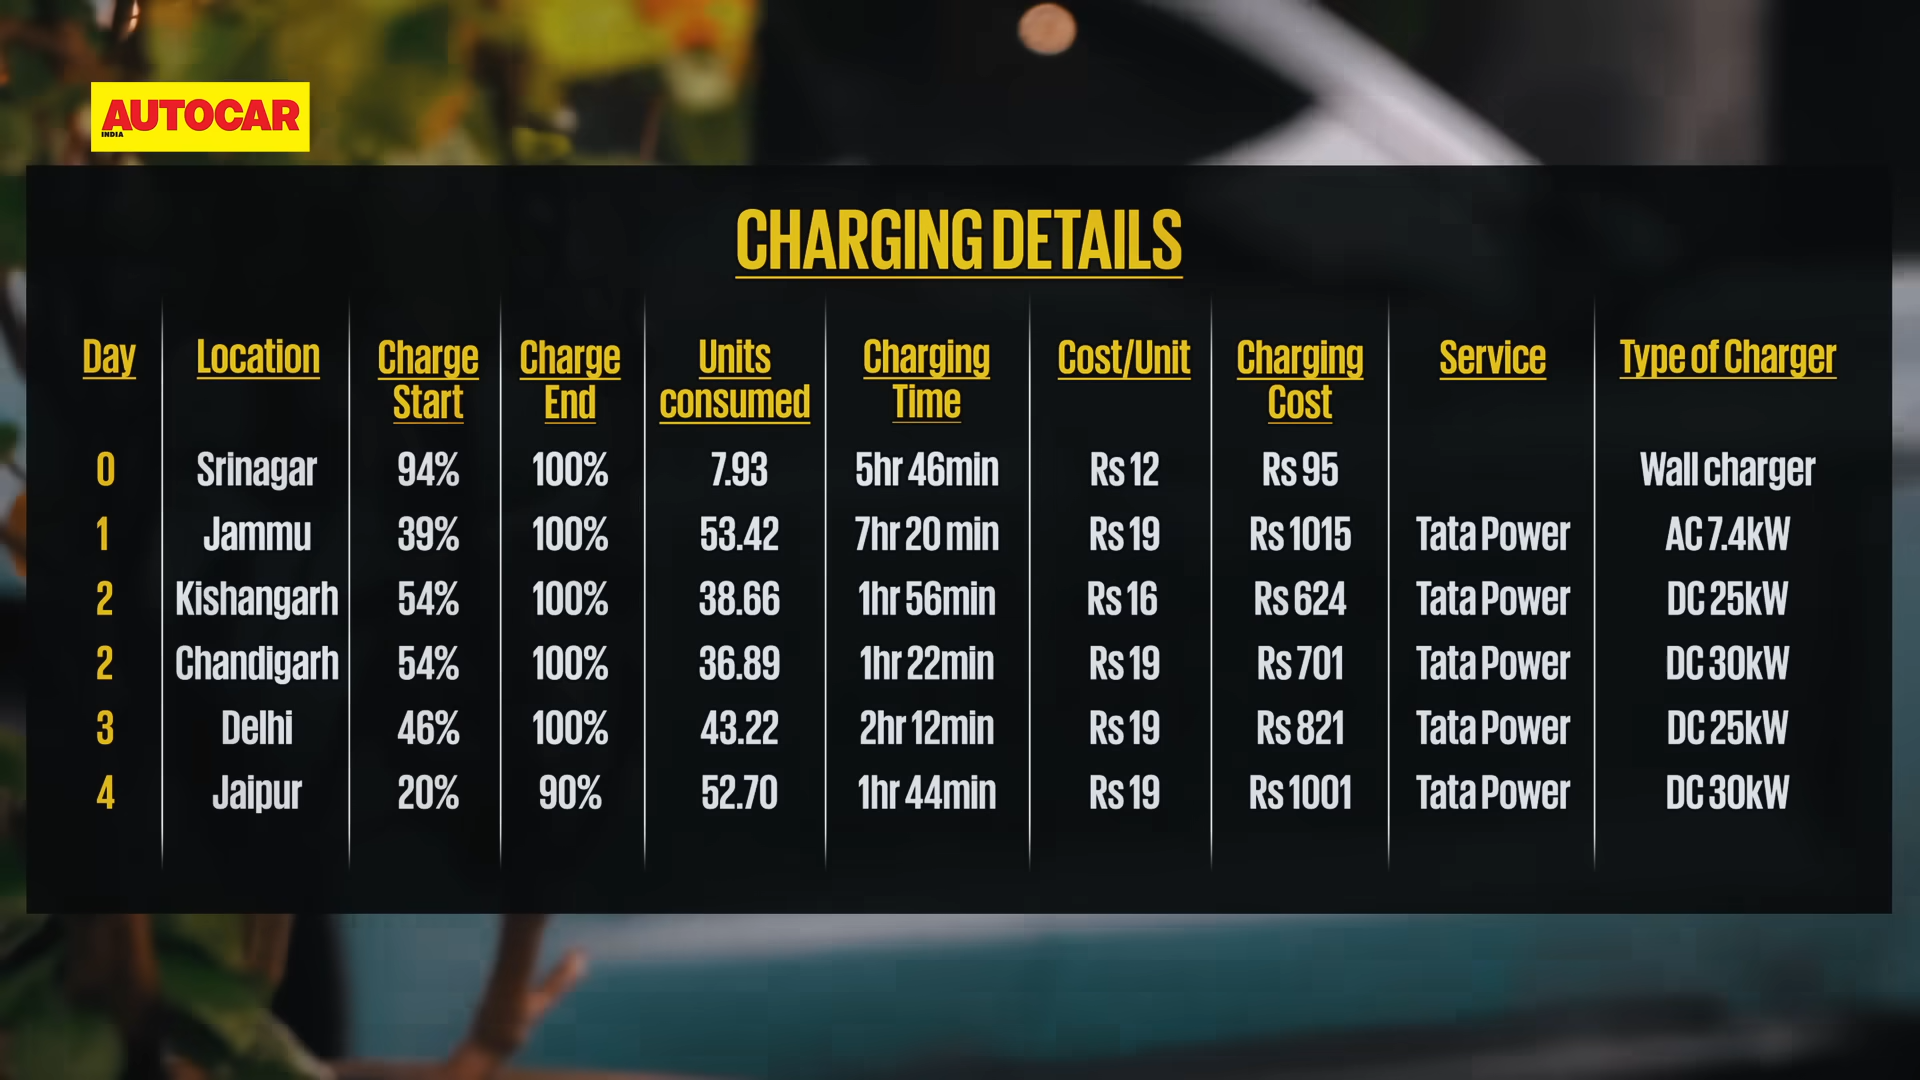 AUTOCAR
INDIA
CHARGING DETAILS
Day Location Charge Start Charge End Units consumed Charging Time Cost/Unit Charging Cost Service Type of Charger
0 Srinagar 94% 100% 7.93 5hr 46min Rs 12 Rs 95 Wall charger
1 Jammu 39% 100% 53.42 7hr 20 min Rs 19 Rs 1015 Tata Power AC 7.4kW
2 Kishangarh 54% 100% 38.66 1hr 56min Rs 16 Rs 624 Tata Power DC 25kW
2 Chandigarh 54% 100% 36.89 1hr 22min Rs 19 Rs 701 Tata Power DC 30kW
3 Delhi 46% 100% 43.22 2hr 12min Rs 19 Rs 821 Tata Power DC 25kW
4 Jaipur 20% 90% 52.70 1hr 44min Rs 19 Rs 1001 Tata Power DC 30kW